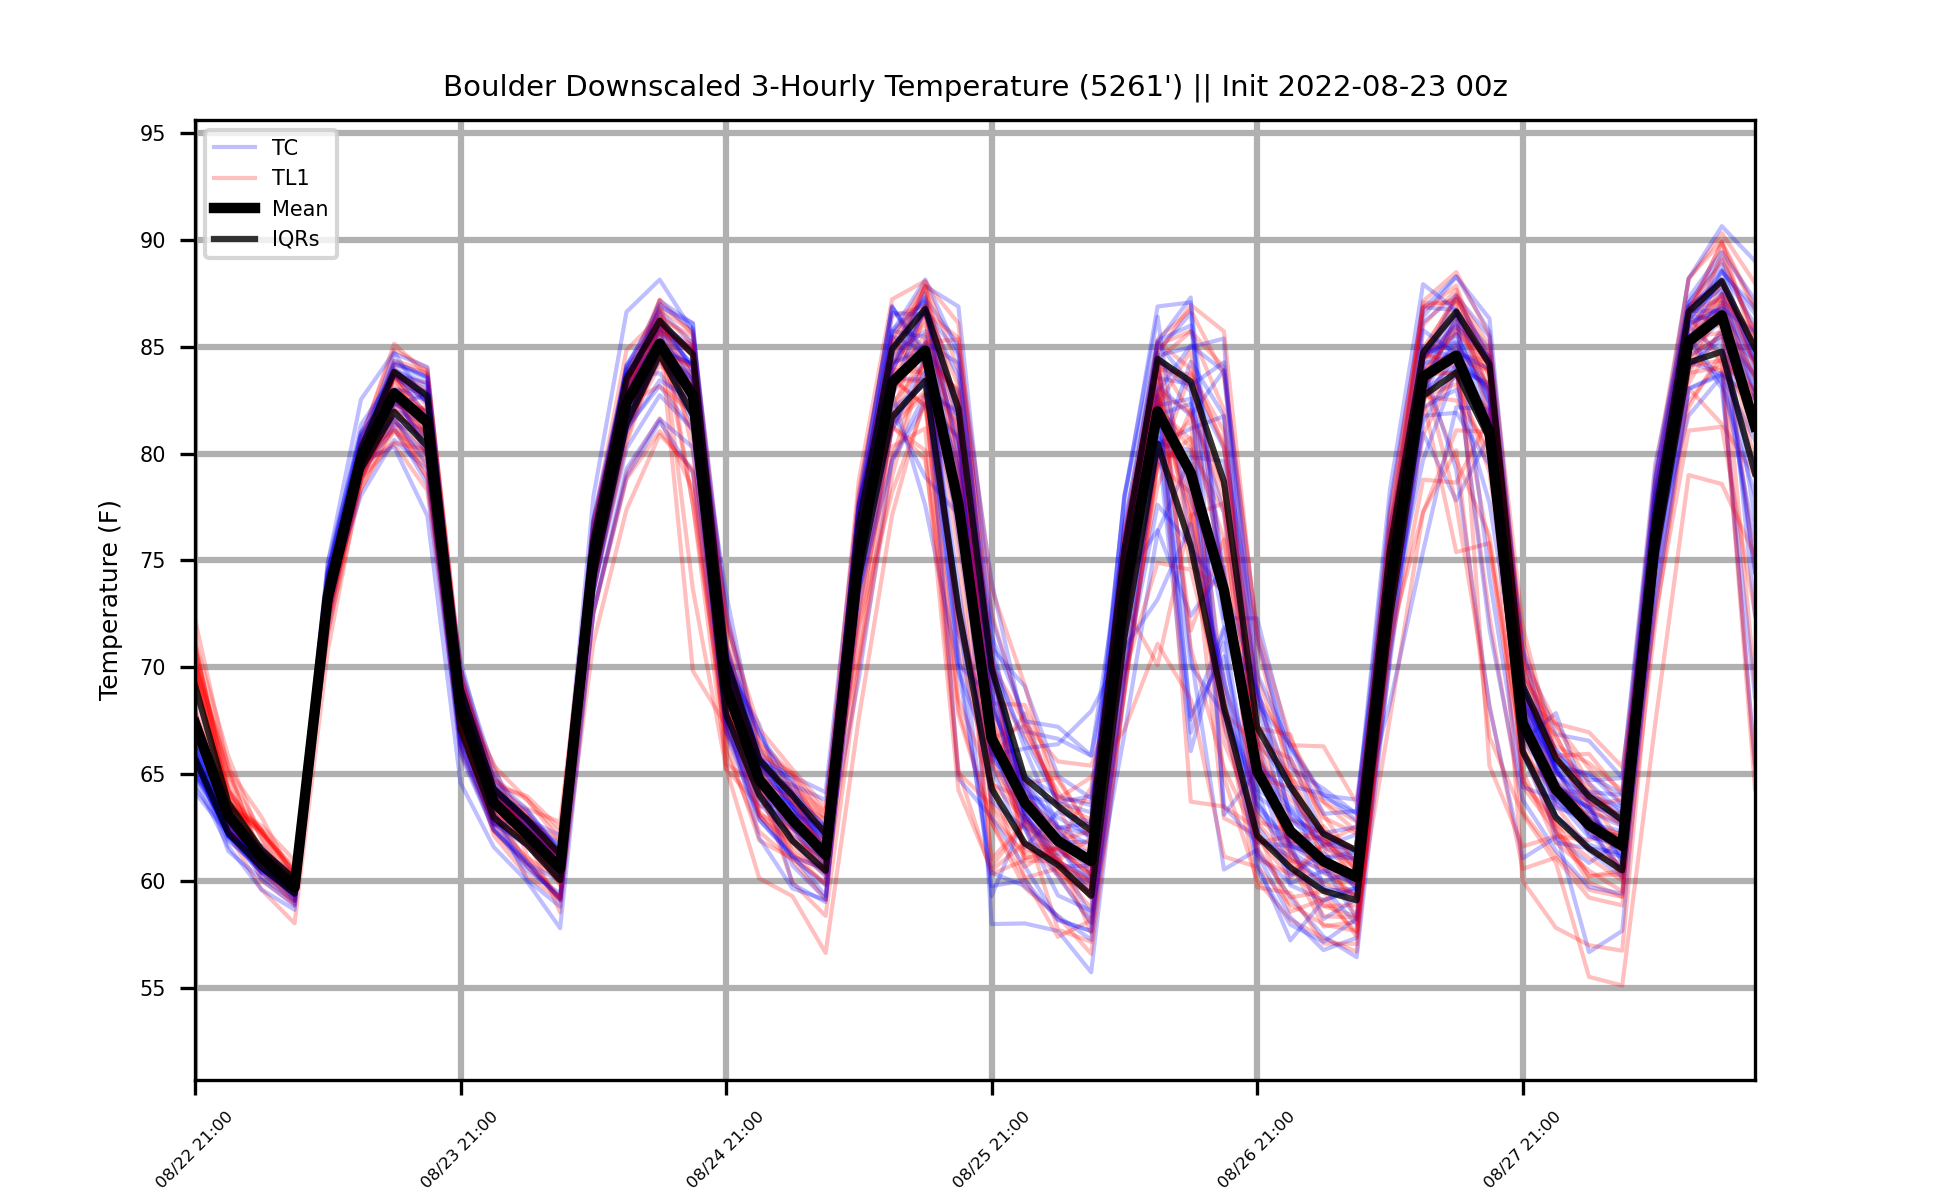 Boulder Downscaled 3-Hourly Temperature (5261') || Init 2022-08-23 00z
TC
TL1
Mean
IQRs
Temperature (F)
95
90
85
80
75
70
65
60
55
08/22 21:00
08/23 21:00
08/24 21:00
08/25 21:00
08/26 21:00
08/27 21:00